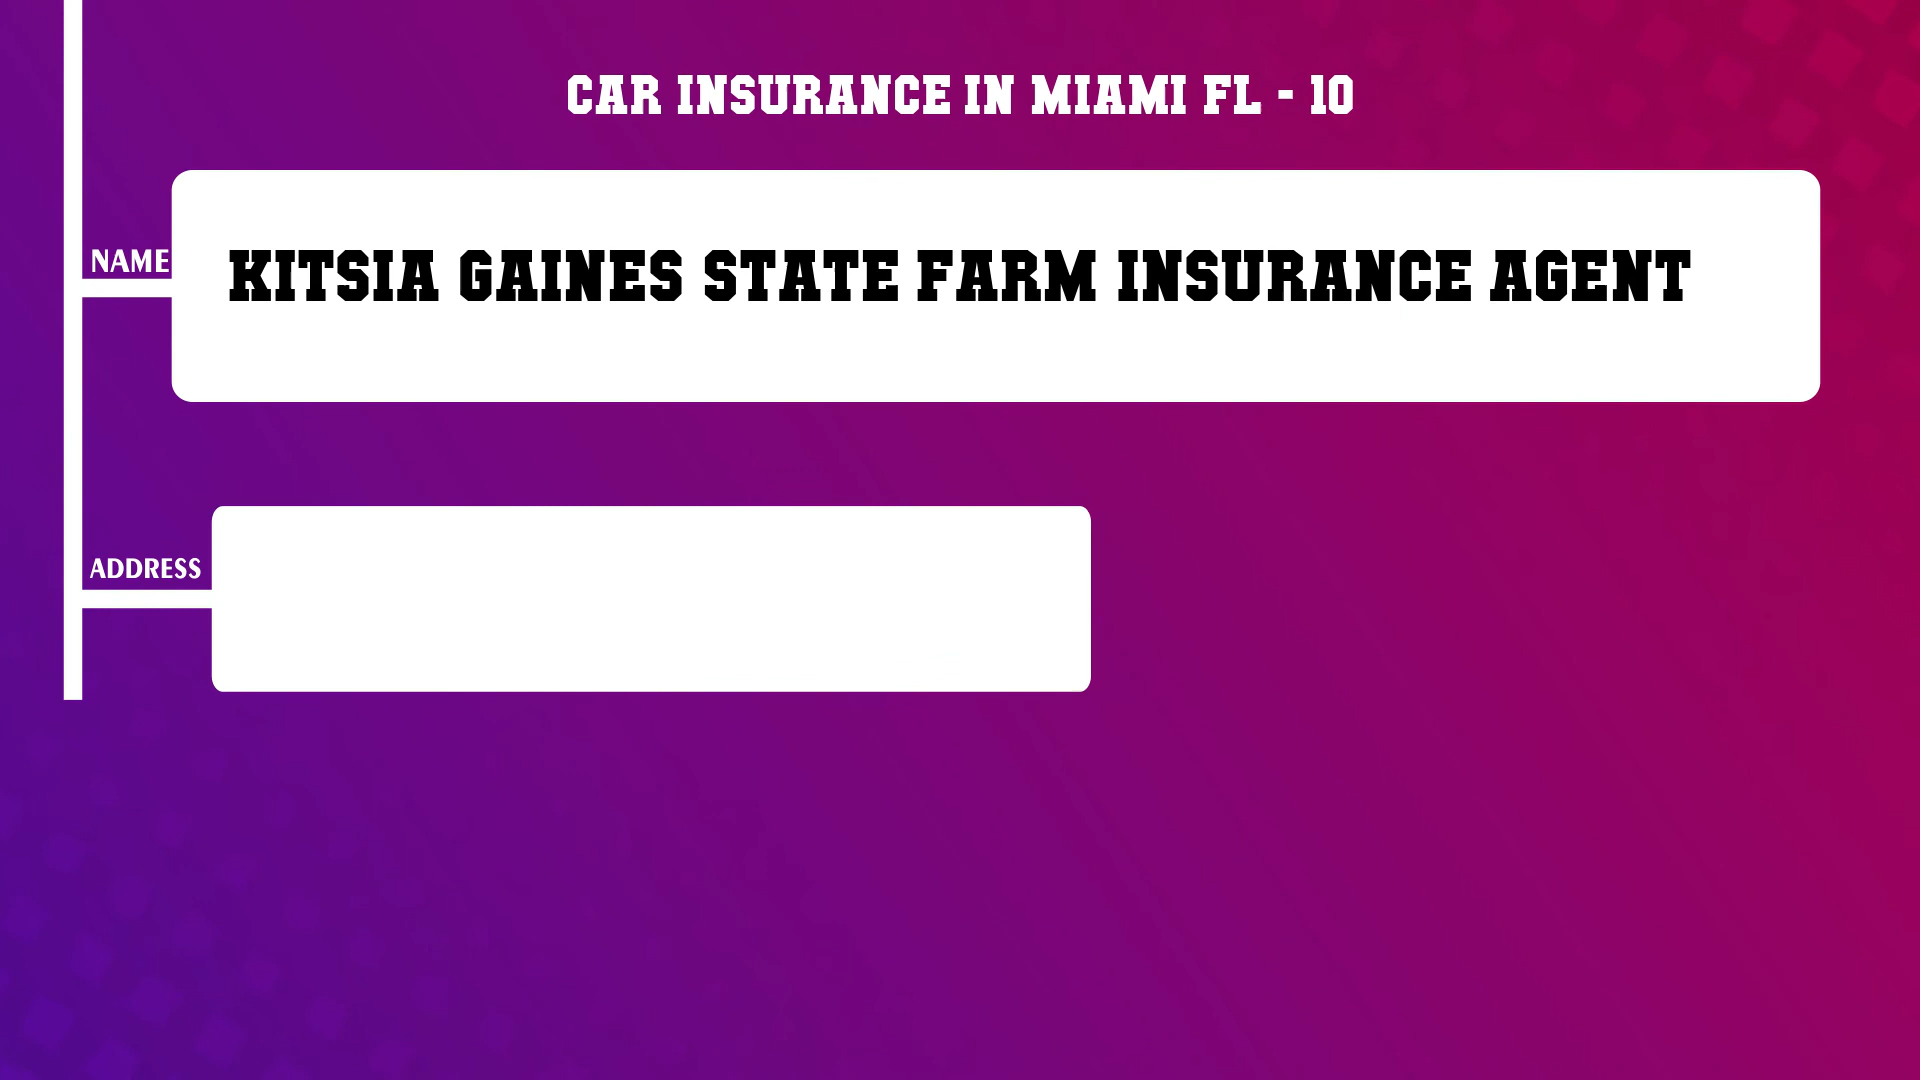 CAR INSURANCE IN MIAMI FL - 10
NAME
KITSIA GAINES STATE FARM INSURANCE AGENT
ADDRESS